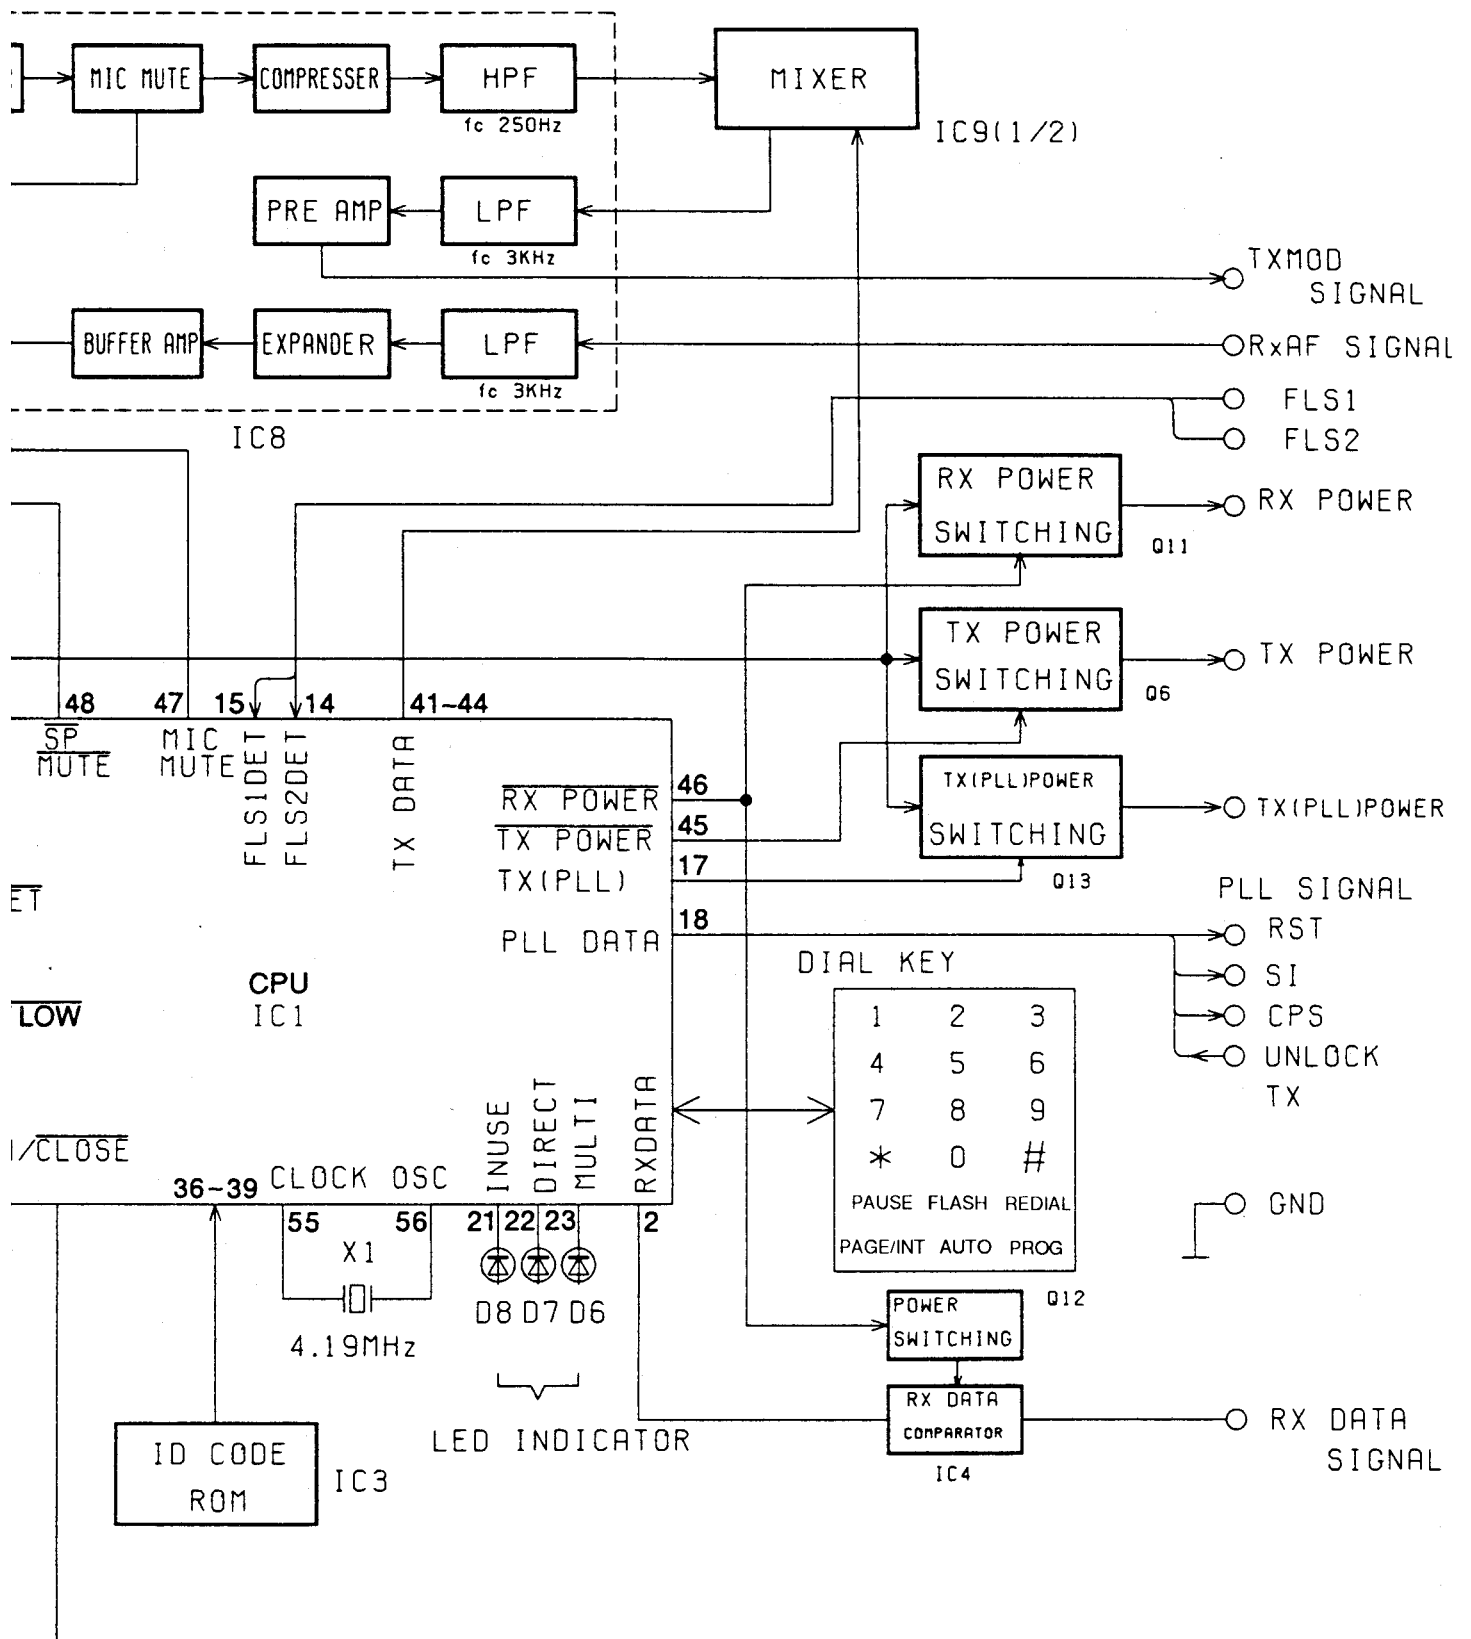 MIC MUTE
COMPRESSER
HPF
fc 250Hz
MIXER
IC9(1/2)
PRE AMP
LPF
fc 3KHz
TXMOD
SIGNAL
BUFFER AMP
EXPANDER
LPF
fc 3KHz
RxAF SIGNAL
IC8
FLS1
FLS2
RX POWER
SWITCHING
Q11
RX POWER
TX POWER
SWITCHING
Q6
TX POWER
TX(PLL)POWER
SWITCHING
Q13
TX(PLL)POWER
48
47
15
14
41~44
SP
MUTE
MIC
MUTE
FLS1DET
FLS2DET
TX DATA
RX POWER
46
TX POWER
45
TX(PLL)
17
PLL DATA
18
ET
CPU
IC1
LOW
/CLOSE
PLL SIGNAL
RST
SI
CPS
UNLOCK
TX
DIAL KEY
1 2 3
4 5 6
7 8 9
* 0 #
PAUSE FLASH REDIAL
PAGE/INT AUTO PROG
GND
36~39
CLOCK OSC
INUSE
DIRECT
MULTI
RXDATA
55
56
21
22
23
2
X1
4.19MHz
D8 D7 D6
LED INDICATOR
ID CODE
ROM
IC3
POWER
SWITCHING
Q12
RX DATA
COMPARATOR
IC4
RX DATA
SIGNAL